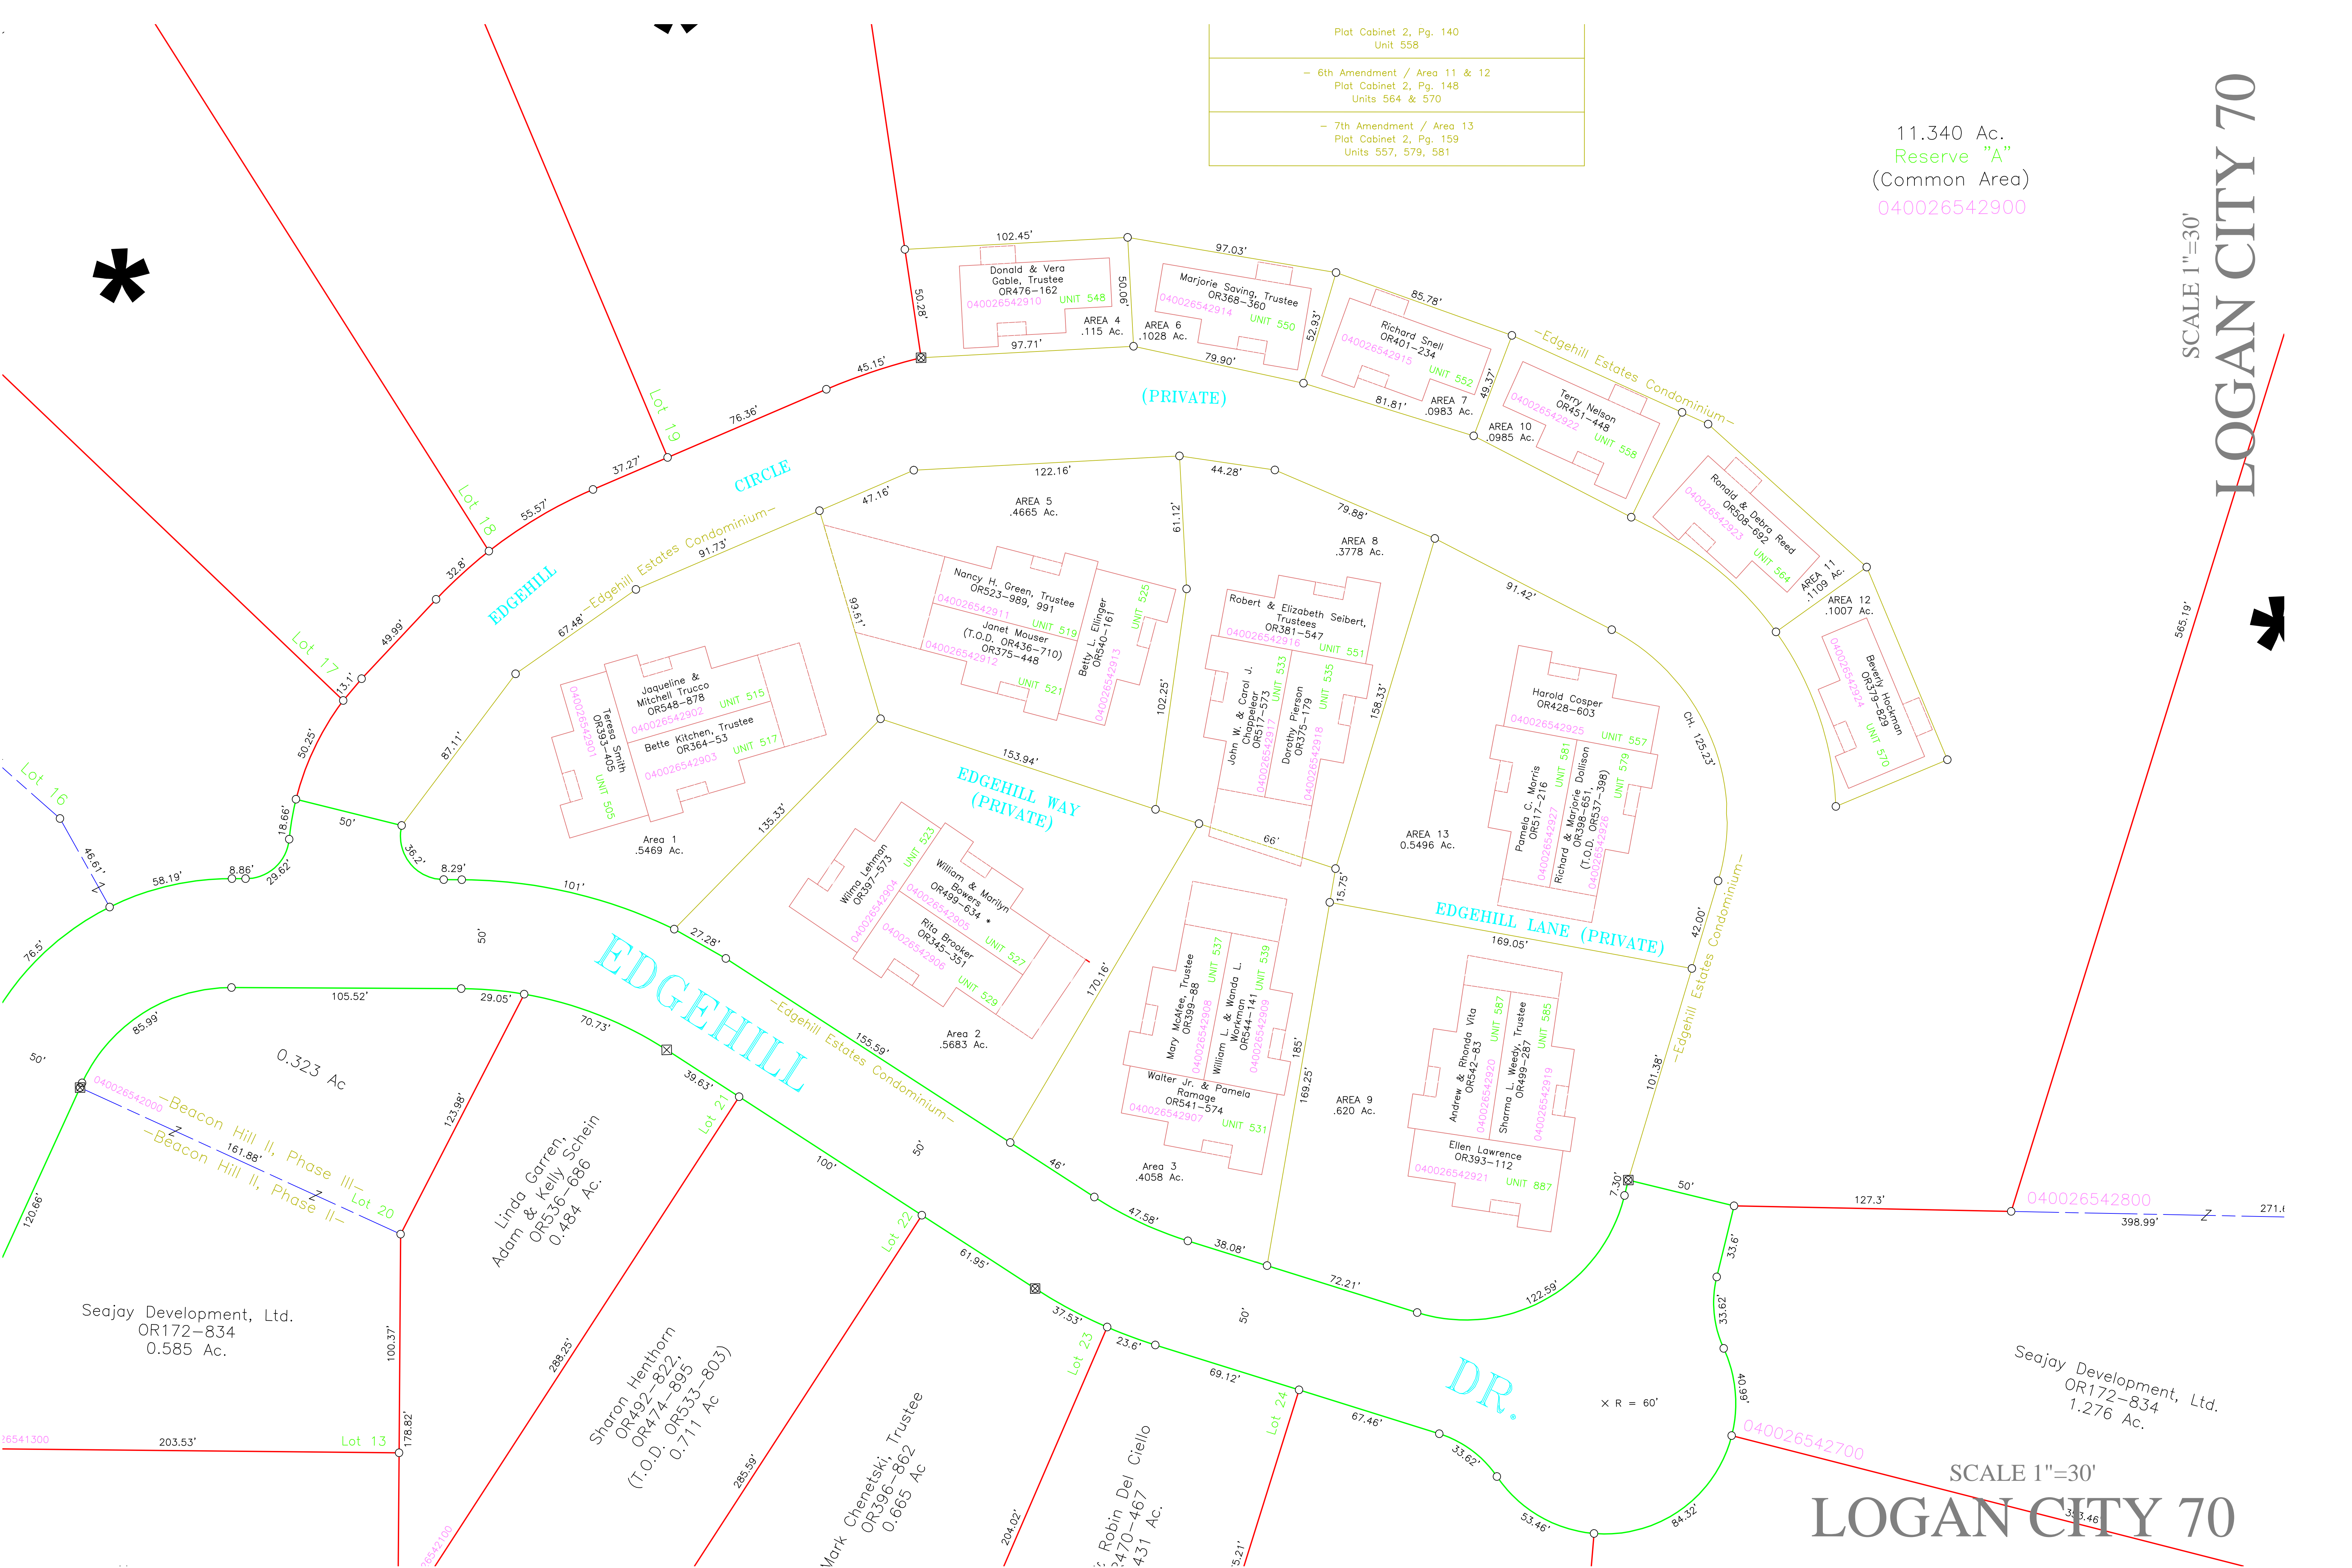 Plat Cabinet 2, Pg. 140
Unit 558
- 6th Amendment / Area 11 & 12
Plat Cabinet 2, Pg. 148
Units 564 & 570
- 7th Amendment / Area 13
Plat Cabinet 2, Pg. 159
Units 557, 579, 581
11.340 Ac.
Reserve "A"
(Common Area)
040026542900
SCALE 1"=30'
LOGAN CITY 70
102.45'
97.03'
85.78'
50.28'
50.06'
52.93'
49.37'
97.71'
79.90'
81.81'
45.15'
76.36'
37.27'
55.57'
32.8'
49.99'
13.1'
50.25'
18.66'
29.62'
8.86'
58.19'
46.61'
76.5'
Donald & Vera
Gable, Trustee
OR476-162
040026542910
UNIT 548
AREA 4
.115 Ac.
Marjorie Saving, Trustee
OR368-360
040026542914
UNIT 550
AREA 6
.1028 Ac.
Richard Snell
OR401-234
040026542915
UNIT 552
AREA 7
.0983 Ac.
-Edgehill Estates Condominium-
Terry Nelson
OR451-448
040026542922
UNIT 558
AREA 10
.0985 Ac.
Ronald & Debra Reed
OR508-692
040026542923
UNIT 564
AREA 11
.1109 Ac.
AREA 12
.1007 Ac.
Beverly Hockman
OR379-829
040026542924
UNIT 570
565.19'
Lot 19
Lot 18
Lot 17
Lot 16
(PRIVATE)
CIRCLE
EDGEHILL
-Edgehill Estates Condominium-
47.16'
122.16'
44.28'
79.88'
91.42'
CH. 125.23'
91.73'
67.48'
87.11'
50'
36.2'
8.29'
101'
27.28'
93.61'
61.12'
102.25'
153.94'
158.33'
135.33'
66'
15.75'
42.00'
AREA 5
.4665 Ac.
Nancy H. Green, Trustee
OR523-989, 991
040026542911
UNIT 519
Janet Mouser
(T.O.D. OR436-710)
OR375-448
040026542912
UNIT 521
Betty L. Ellinger
OR540-161
040026542913
UNIT 525
AREA 8
.3778 Ac.
Robert & Elizabeth Seibert,
Trustees
OR381-547
040026542916
UNIT 551
John W. & Carol J.
Chappelear
OR517-573
040026542917
UNIT 533
Dorothy Pierson
OR375-179
040026542918
UNIT 535
Harold Cosper
OR428-603
040026542925
UNIT 557
Pamela C. Morris
OR517-216
040026542927
UNIT 581
Richard & Marjorie Dollison
OR398-651,
(T.O.D. OR537-398)
040026542926
UNIT 579
AREA 13
0.5496 Ac.
Teresa Smith
OR393-405
040026542901
UNIT 505
Jaqueline &
Mitchell Trucco
OR548-878
040026542902
UNIT 515
Bette Kitchen, Trustee
OR364-53
040026542903
UNIT 517
Area 1
.5469 Ac.
EDGEHILL WAY
(PRIVATE)
EDGEHILL LANE (PRIVATE)
169.05'
-Edgehill Estates Condominium-
Wilma Lehman
OR397-573
040026542904
UNIT 523
William & Marilyn
Bowers
OR499-634 *
040026542905
UNIT 527
Rita Brooker
OR345-351
040026542906
UNIT 529
Area 2
.5683 Ac.
170.16'
155.59'
-Edgehill Estates Condominium-
Mary McAfee, Trustee
OR399-88
040026542908
UNIT 537
William L. & Wanda L.
Workman
OR544-141
040026542909
UNIT 539
Walter Jr. & Pamela
Ramage
OR541-574
040026542907
UNIT 531
Area 3
.4058 Ac.
185'
169.25'
AREA 9
.620 Ac.
Andrew & Rhonda Vita
OR542-83
040026542920
UNIT 587
Sharma L. Weedy, Trustee
OR499-287
040026542919
UNIT 585
Ellen Lawrence
OR393-112
040026542921
UNIT 887
101.38'
7.30'
50'
127.3'
040026542800
398.99'
46'
47.58'
38.08'
72.21'
122.59'
33.6'
33.62'
40.99'
EDGEHILL
DR.
50'
50'
50'
50'
105.52'
29.05'
70.73'
39.63'
100'
61.95'
37.53'
23.6'
69.12'
67.46'
33.62'
53.46'
84.32'
R = 60'
85.99'
0.323 Ac
040026542000
-Beacon Hill II, Phase III-
161.88'
-Beacon Hill II, Phase II-
Lot 20
123.98'
120.66'
Linda Garren,
Adam & Kelly Schein
OR536-686
0.484 Ac.
Lot 21
Seajay Development, Ltd.
OR172-834
0.585 Ac.
100.37'
178.82'
203.53'
Lot 13
26541300
288.25'
Sharon Henthorn
OR492-822,
OR474-895
(T.O.D. OR533-803)
0.711 Ac
26542100
Lot 22
285.59'
Mark Chenetski, Trustee
OR396-862
0.665 Ac
Lot 23
204.02'
Robin Del Ciello
R470-467
431 Ac.
Lot 24
5.21'
Seajay Development, Ltd.
OR172-834
1.276 Ac.
040026542700
353.46'
SCALE 1"=30'
LOGAN CITY 70